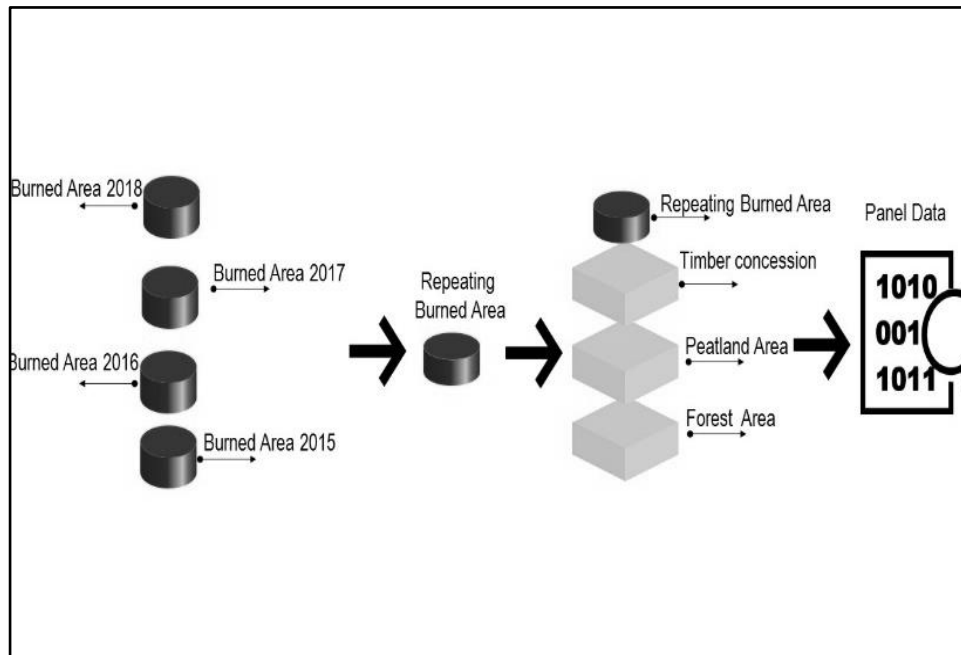 Burned Area 2018
Burned Area 2017
Burned Area 2016
Burned Area 2015
Repeating
Burned Area
Repeating Burned Area
Timber concession
Peatland Area
Forest Area
Panel Data
1010
001
1011